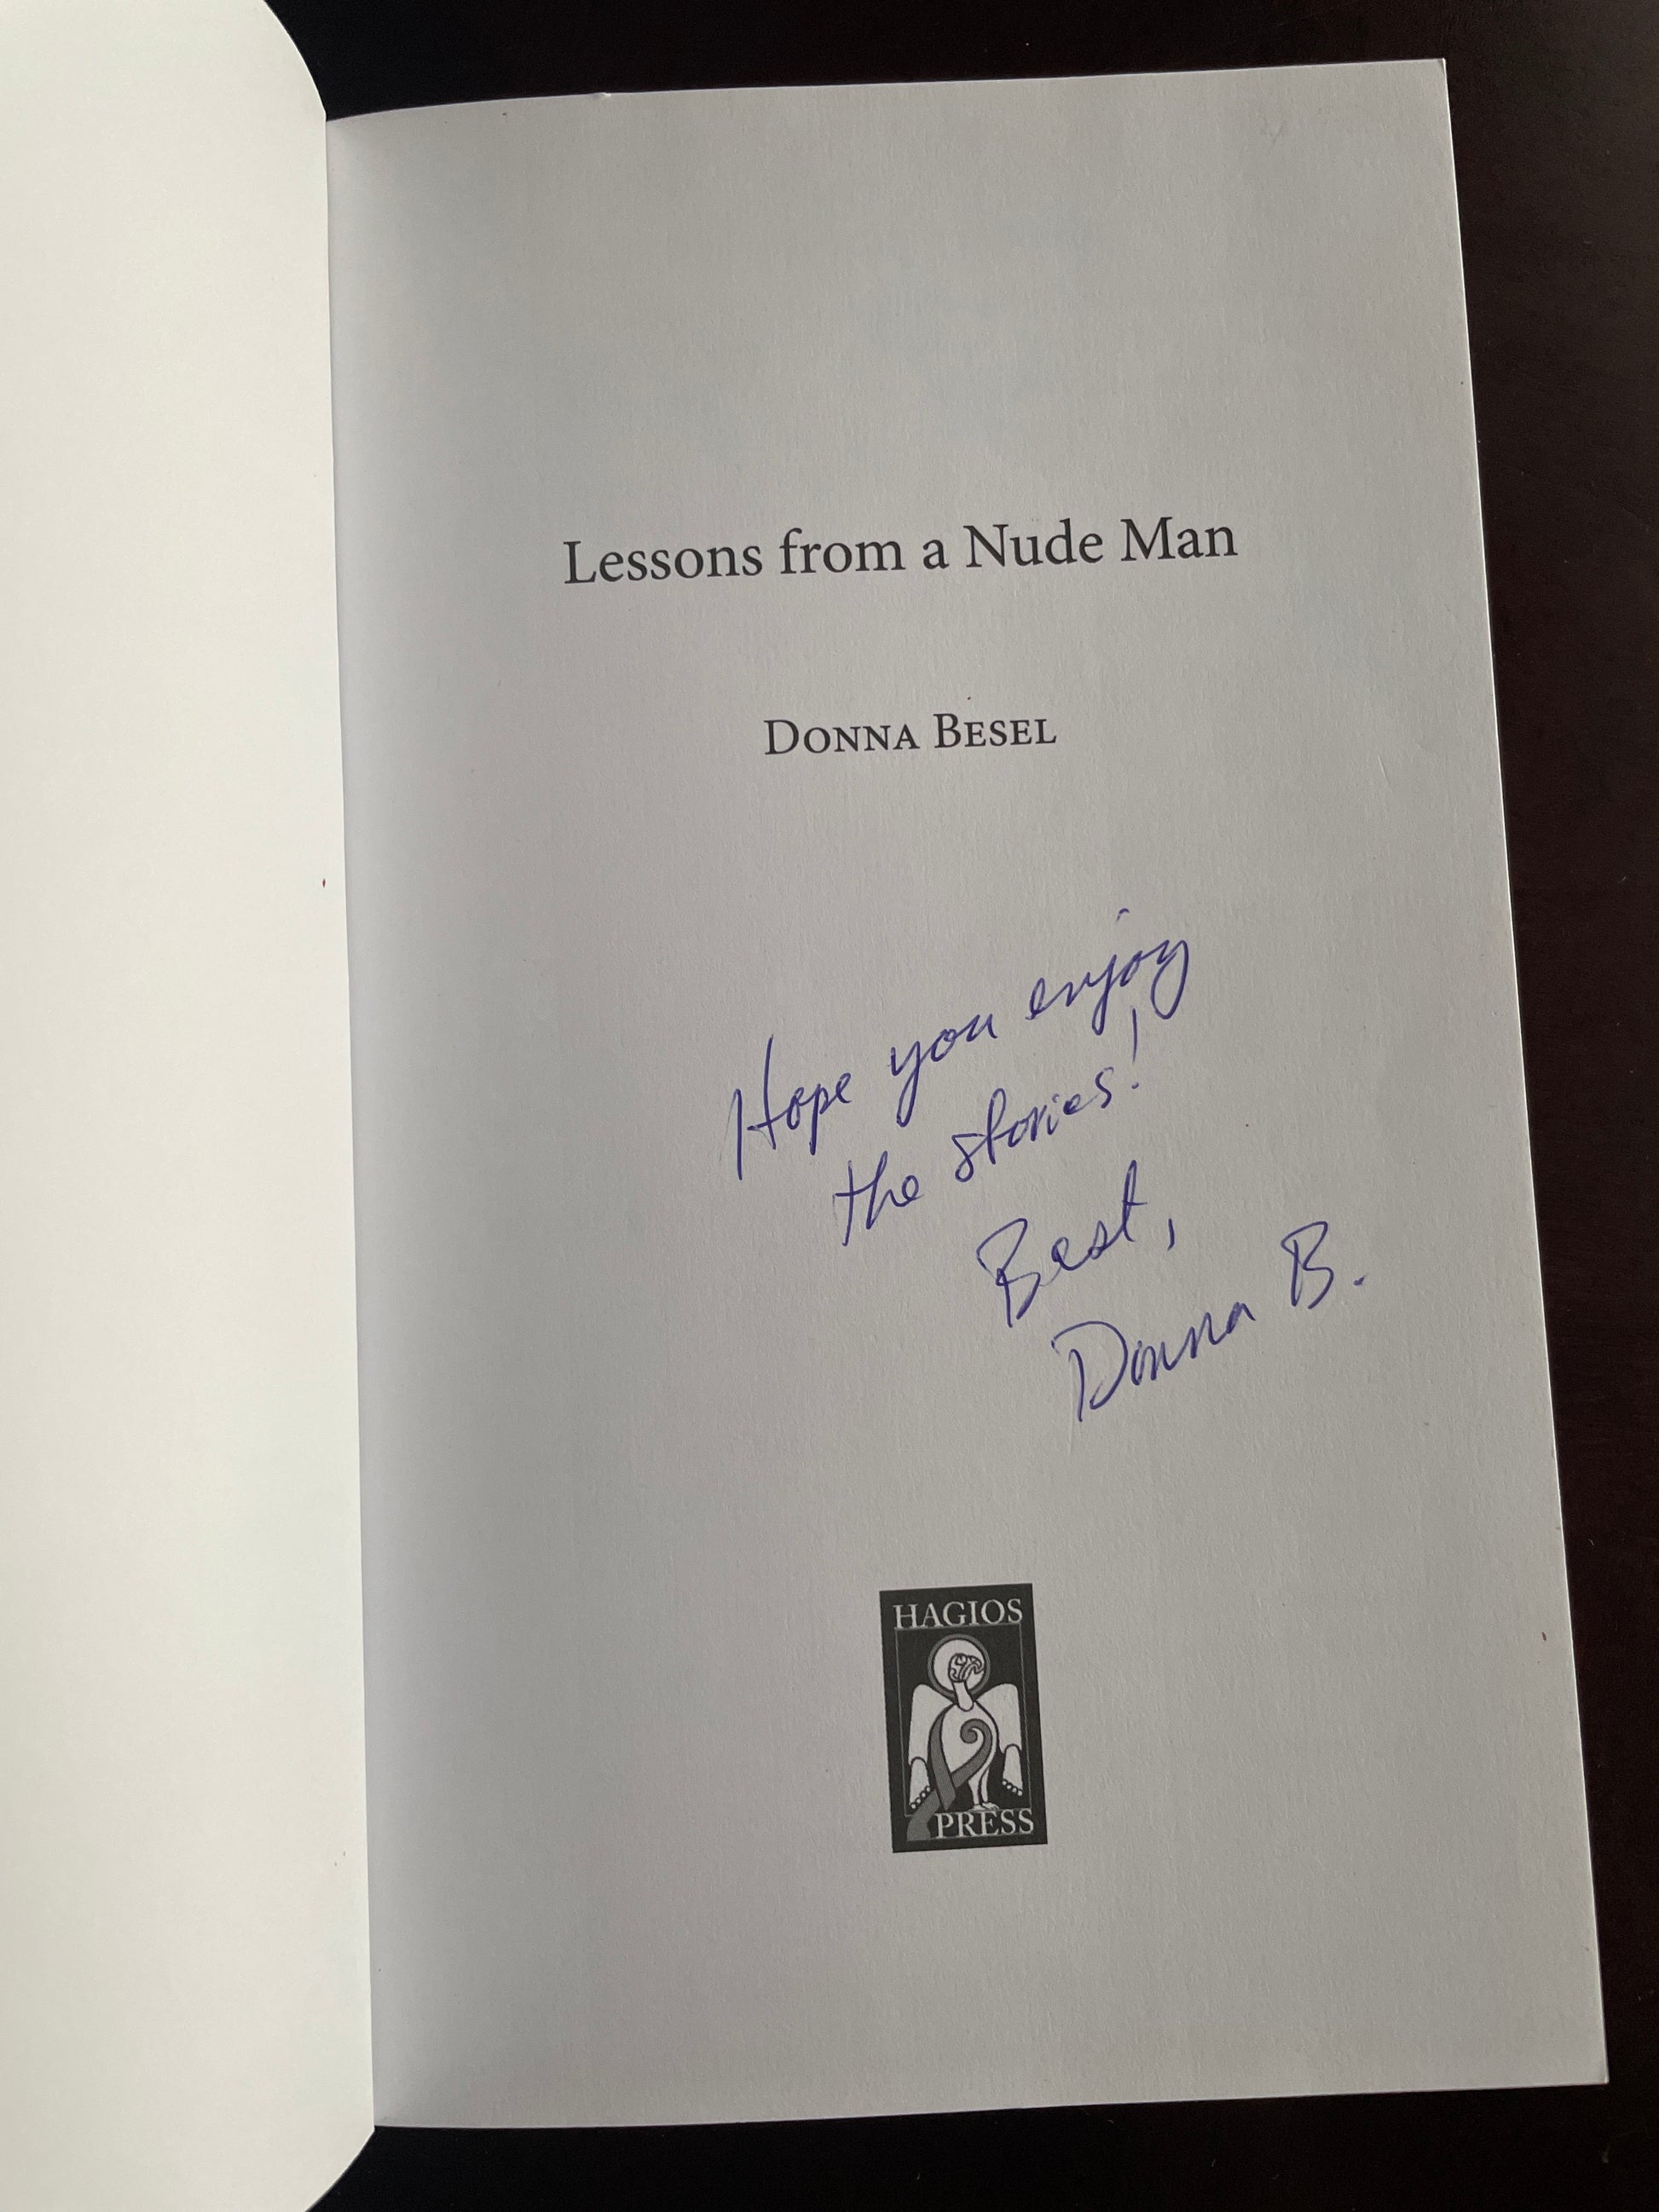 Lessons from a Nude Man
DONNA BESEL
Hope you enjoy
the stories!
Best,
Donna B.
HAGIOS
PRESS